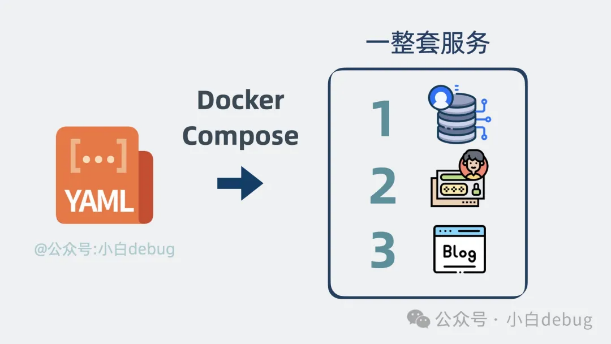 一整套服务
Docker
Compose
[...]
YAML
@公众号:小白debug
1
2
3
Blog
公众号 · 小白debug